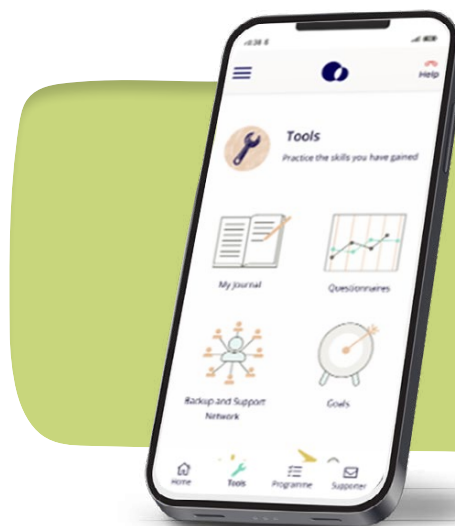 Help
Tools
Practice the skills you have gained
My Journal
Questionnaires
Backup and Support
Network
Goals
Home
Tools
Programme
Supporter